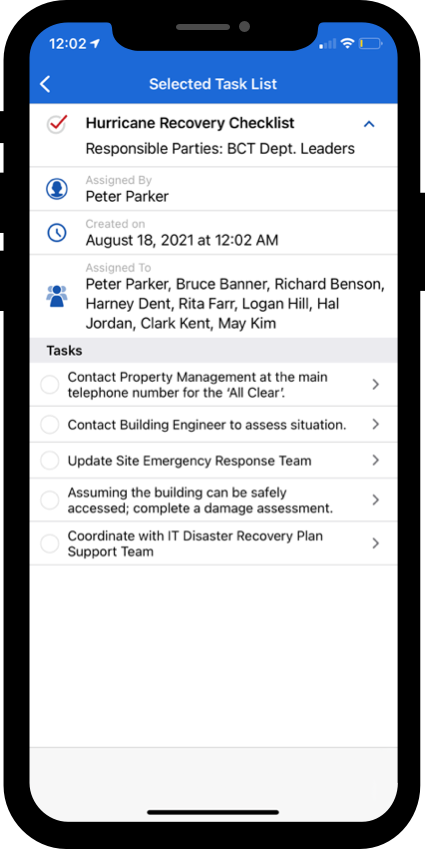 12:02
Selected Task List
Hurricane Recovery Checklist
Responsible Parties: BCT Dept. Leaders
Assigned By
Peter Parker
Created on
August 18, 2021 at 12:02 AM
Assigned To
Peter Parker, Bruce Banner, Richard Benson,
Harney Dent, Rita Farr, Logan Hill, Hal
Jordan, Clark Kent, May Kim
Tasks
Contact Property Management at the main
telephone number for the ‘All Clear’.
Contact Building Engineer to assess situation.
Update Site Emergency Response Team
Assuming the building can be safely
accessed; complete a damage assessment.
Coordinate with IT Disaster Recovery Plan
Support Team